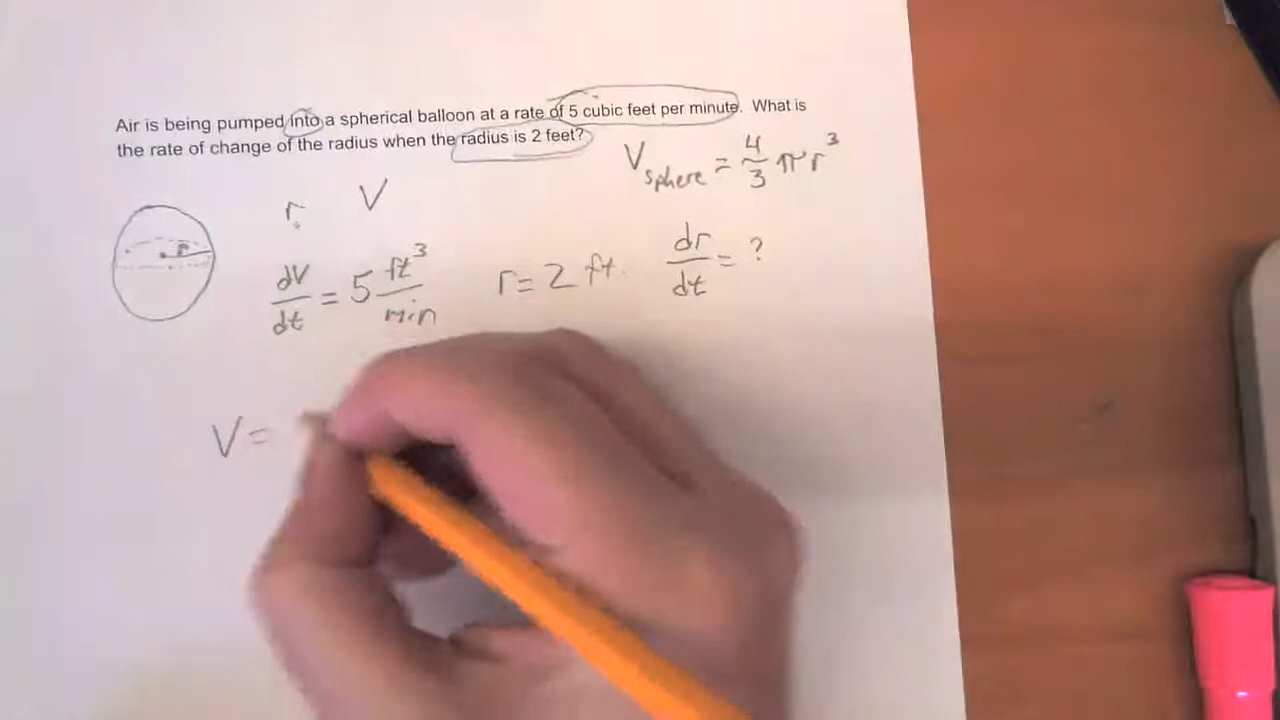 Air is being pumped into a spherical balloon at a rate of 5 cubic feet per minute. What is
the rate of change of the radius when the radius is 2 feet?
V sphere = 4/3 πr³
r V
r
dV/dt = 5 ft³/min r = 2 ft. dr/dt = ?
V =